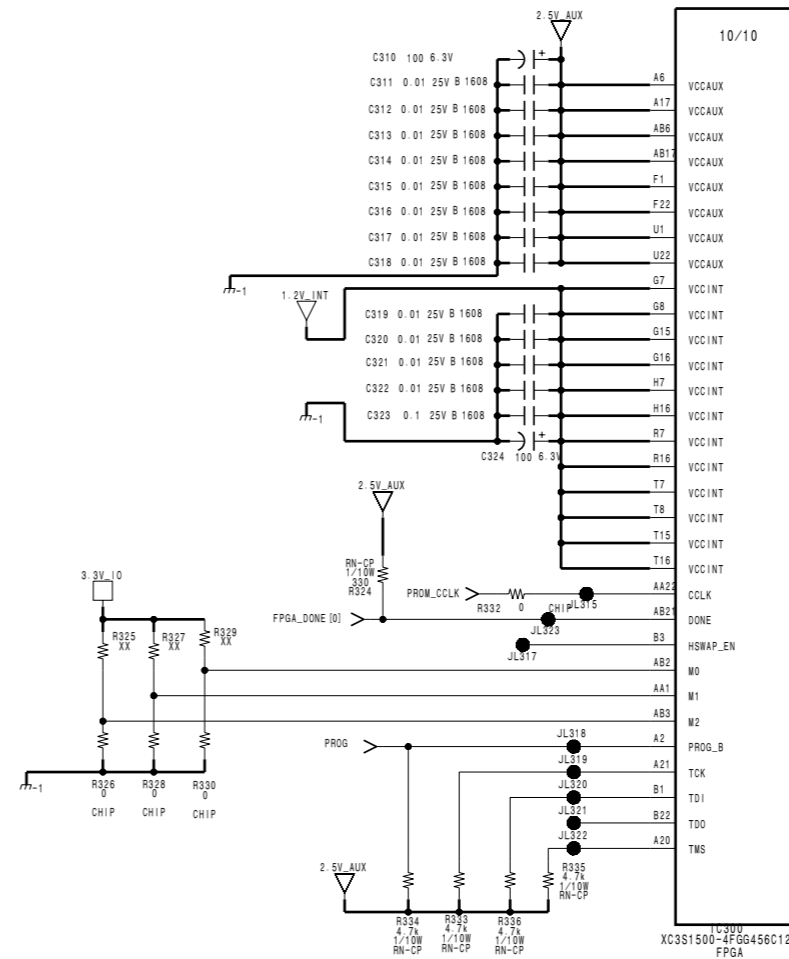 2.5V_AUX
10/10
C310 100 6.3V
+
C311 0.01 25V B 1608
A6 VCCAUX
C312 0.01 25V B 1608
A17 VCCAUX
C313 0.01 25V B 1608
AB6 VCCAUX
C314 0.01 25V B 1608
AB17 VCCAUX
C315 0.01 25V B 1608
F1 VCCAUX
C316 0.01 25V B 1608
F22 VCCAUX
C317 0.01 25V B 1608
U1 VCCAUX
C318 0.01 25V B 1608
U22 VCCAUX
-1
1.2V_INT
G7 VCCINT
C319 0.01 25V B 1608
G8 VCCINT
C320 0.01 25V B 1608
G15 VCCINT
C321 0.01 25V B 1608
G16 VCCINT
C322 0.01 25V B 1608
H7 VCCINT
C323 0.1 25V B 1608
H16 VCCINT
-1
+
R7 VCCINT
C324 100 6.3V
R16 VCCINT
2.5V_AUX
T7 VCCINT
T8 VCCINT
T15 VCCINT
T16 VCCINT
RN-CP
1/10W
330
R324
3.3V_IO
PROM_CCLK
R332
0
CHIP
JL315
AA22 CCLK
FPGA_DONE[0]
JL323
AB21 DONE
JL317
B3 HSWAP_EN
R325
XX
R327
XX
R329
XX
AB2 M0
AA1 M1
AB3 M2
PROG
JL318
A2 PROG_B
JL319
A21 TCK
JL320
B1 TDI
JL321
B22 TDO
JL322
A20 TMS
-1
R326
0
CHIP
R328
0
CHIP
R330
0
CHIP
2.5V_AUX
R335
4.7k
1/10W
RN-CP
R334
4.7k
1/10W
RN-CP
R333
4.7k
1/10W
RN-CP
R336
4.7k
1/10W
RN-CP
IC300
XC3S1500-4FGG456C12
FPGA